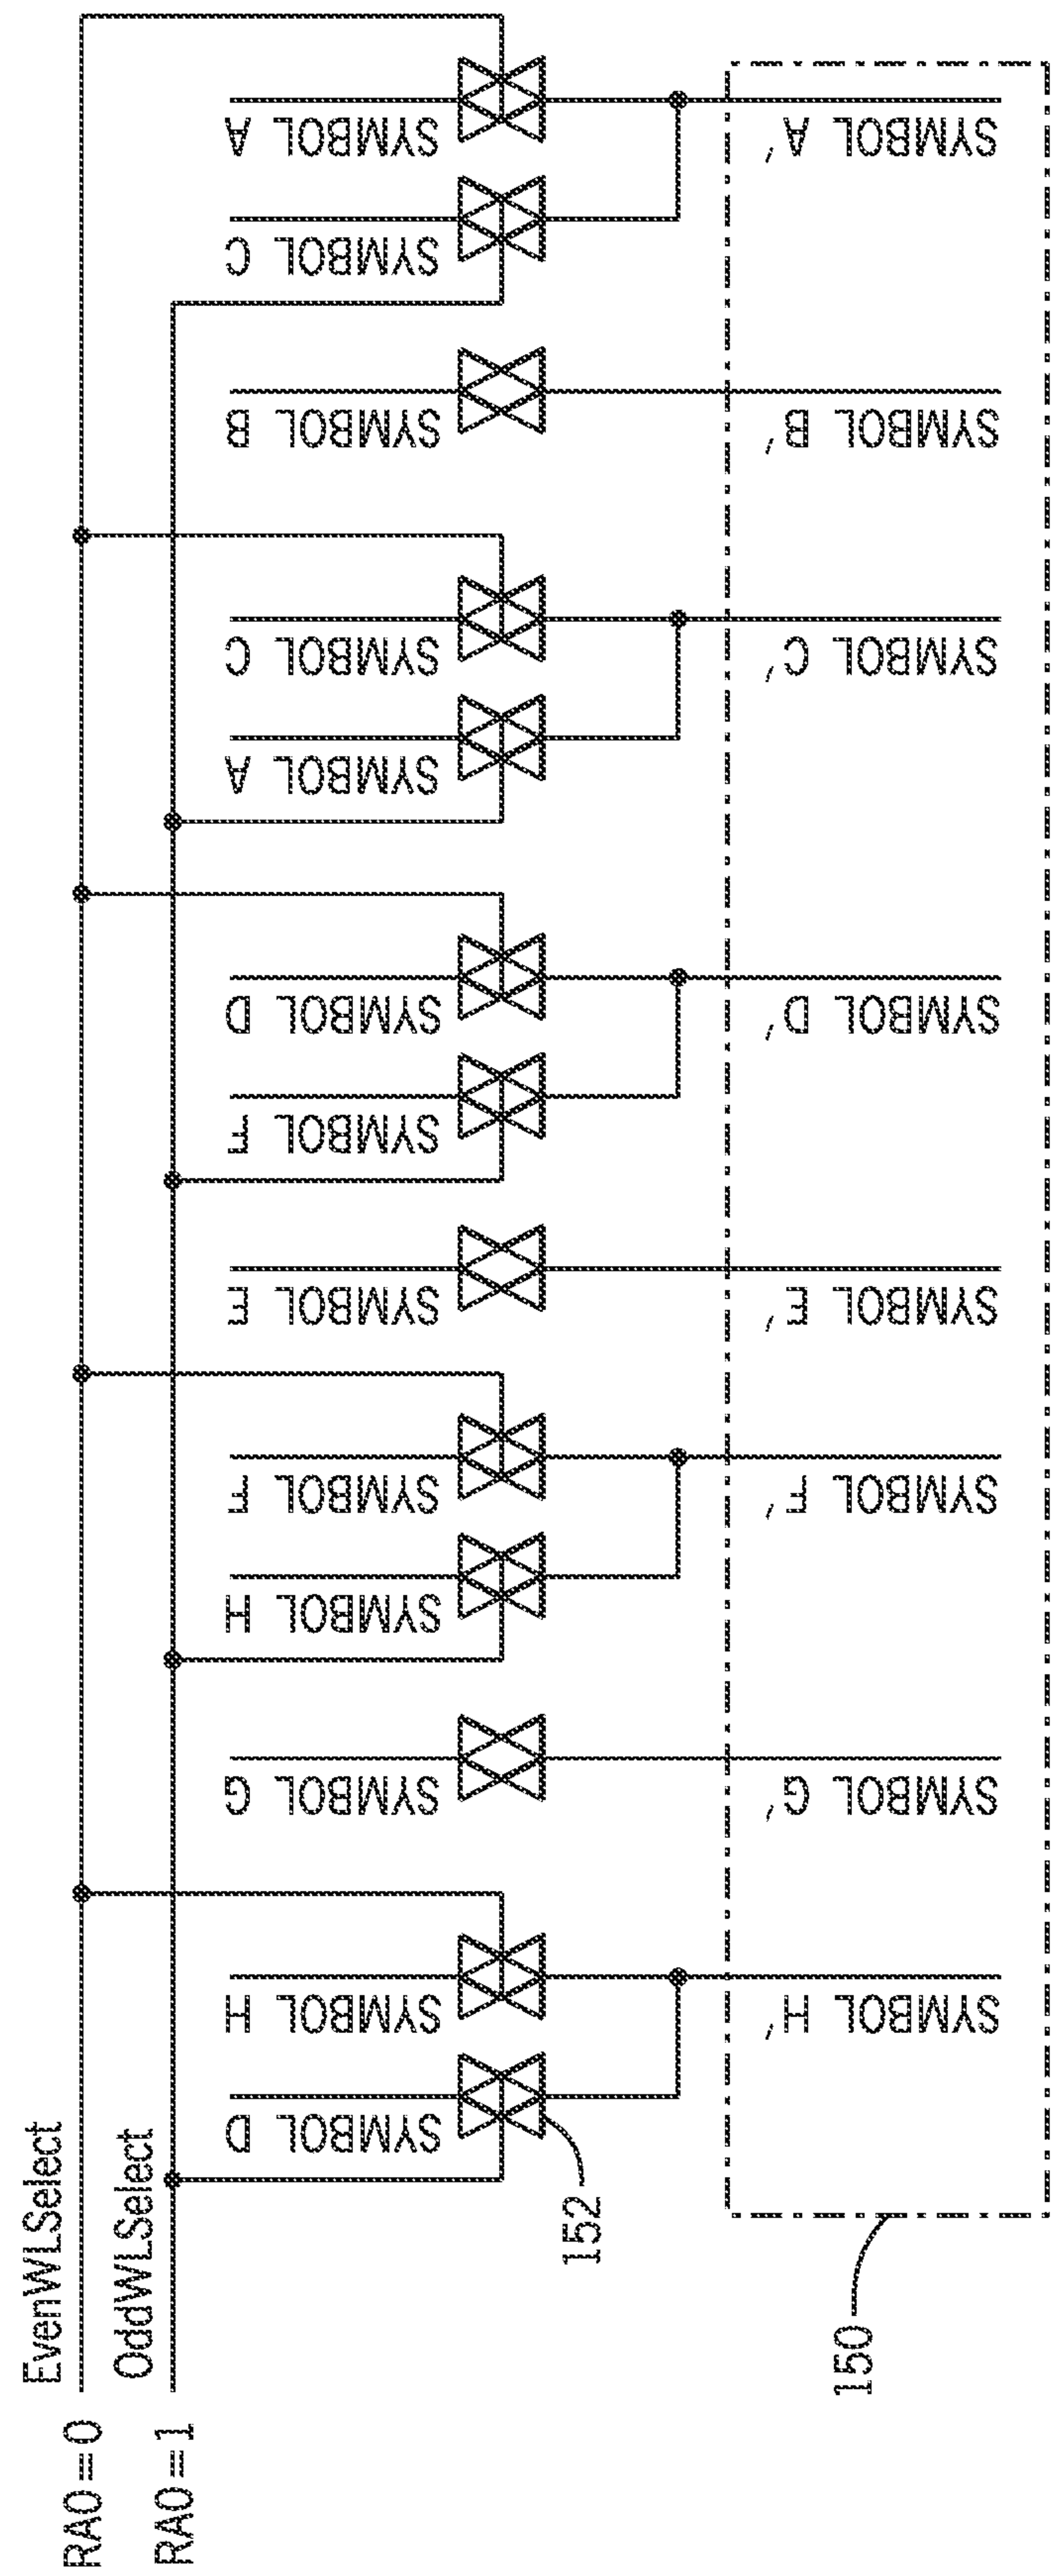 EvenWLSelect
RA0=0
OddWLSelect
RA0=1
SYMBOL D
SYMBOL H
SYMBOL G
SYMBOL H
SYMBOL F
SYMBOL E
SYMBOL F
SYMBOL D
SYMBOL A
SYMBOL C
SYMBOL B
SYMBOL C
SYMBOL A
152
SYMBOL H'
SYMBOL G'
SYMBOL F'
SYMBOL E'
SYMBOL D'
SYMBOL C'
SYMBOL B'
SYMBOL A'
150